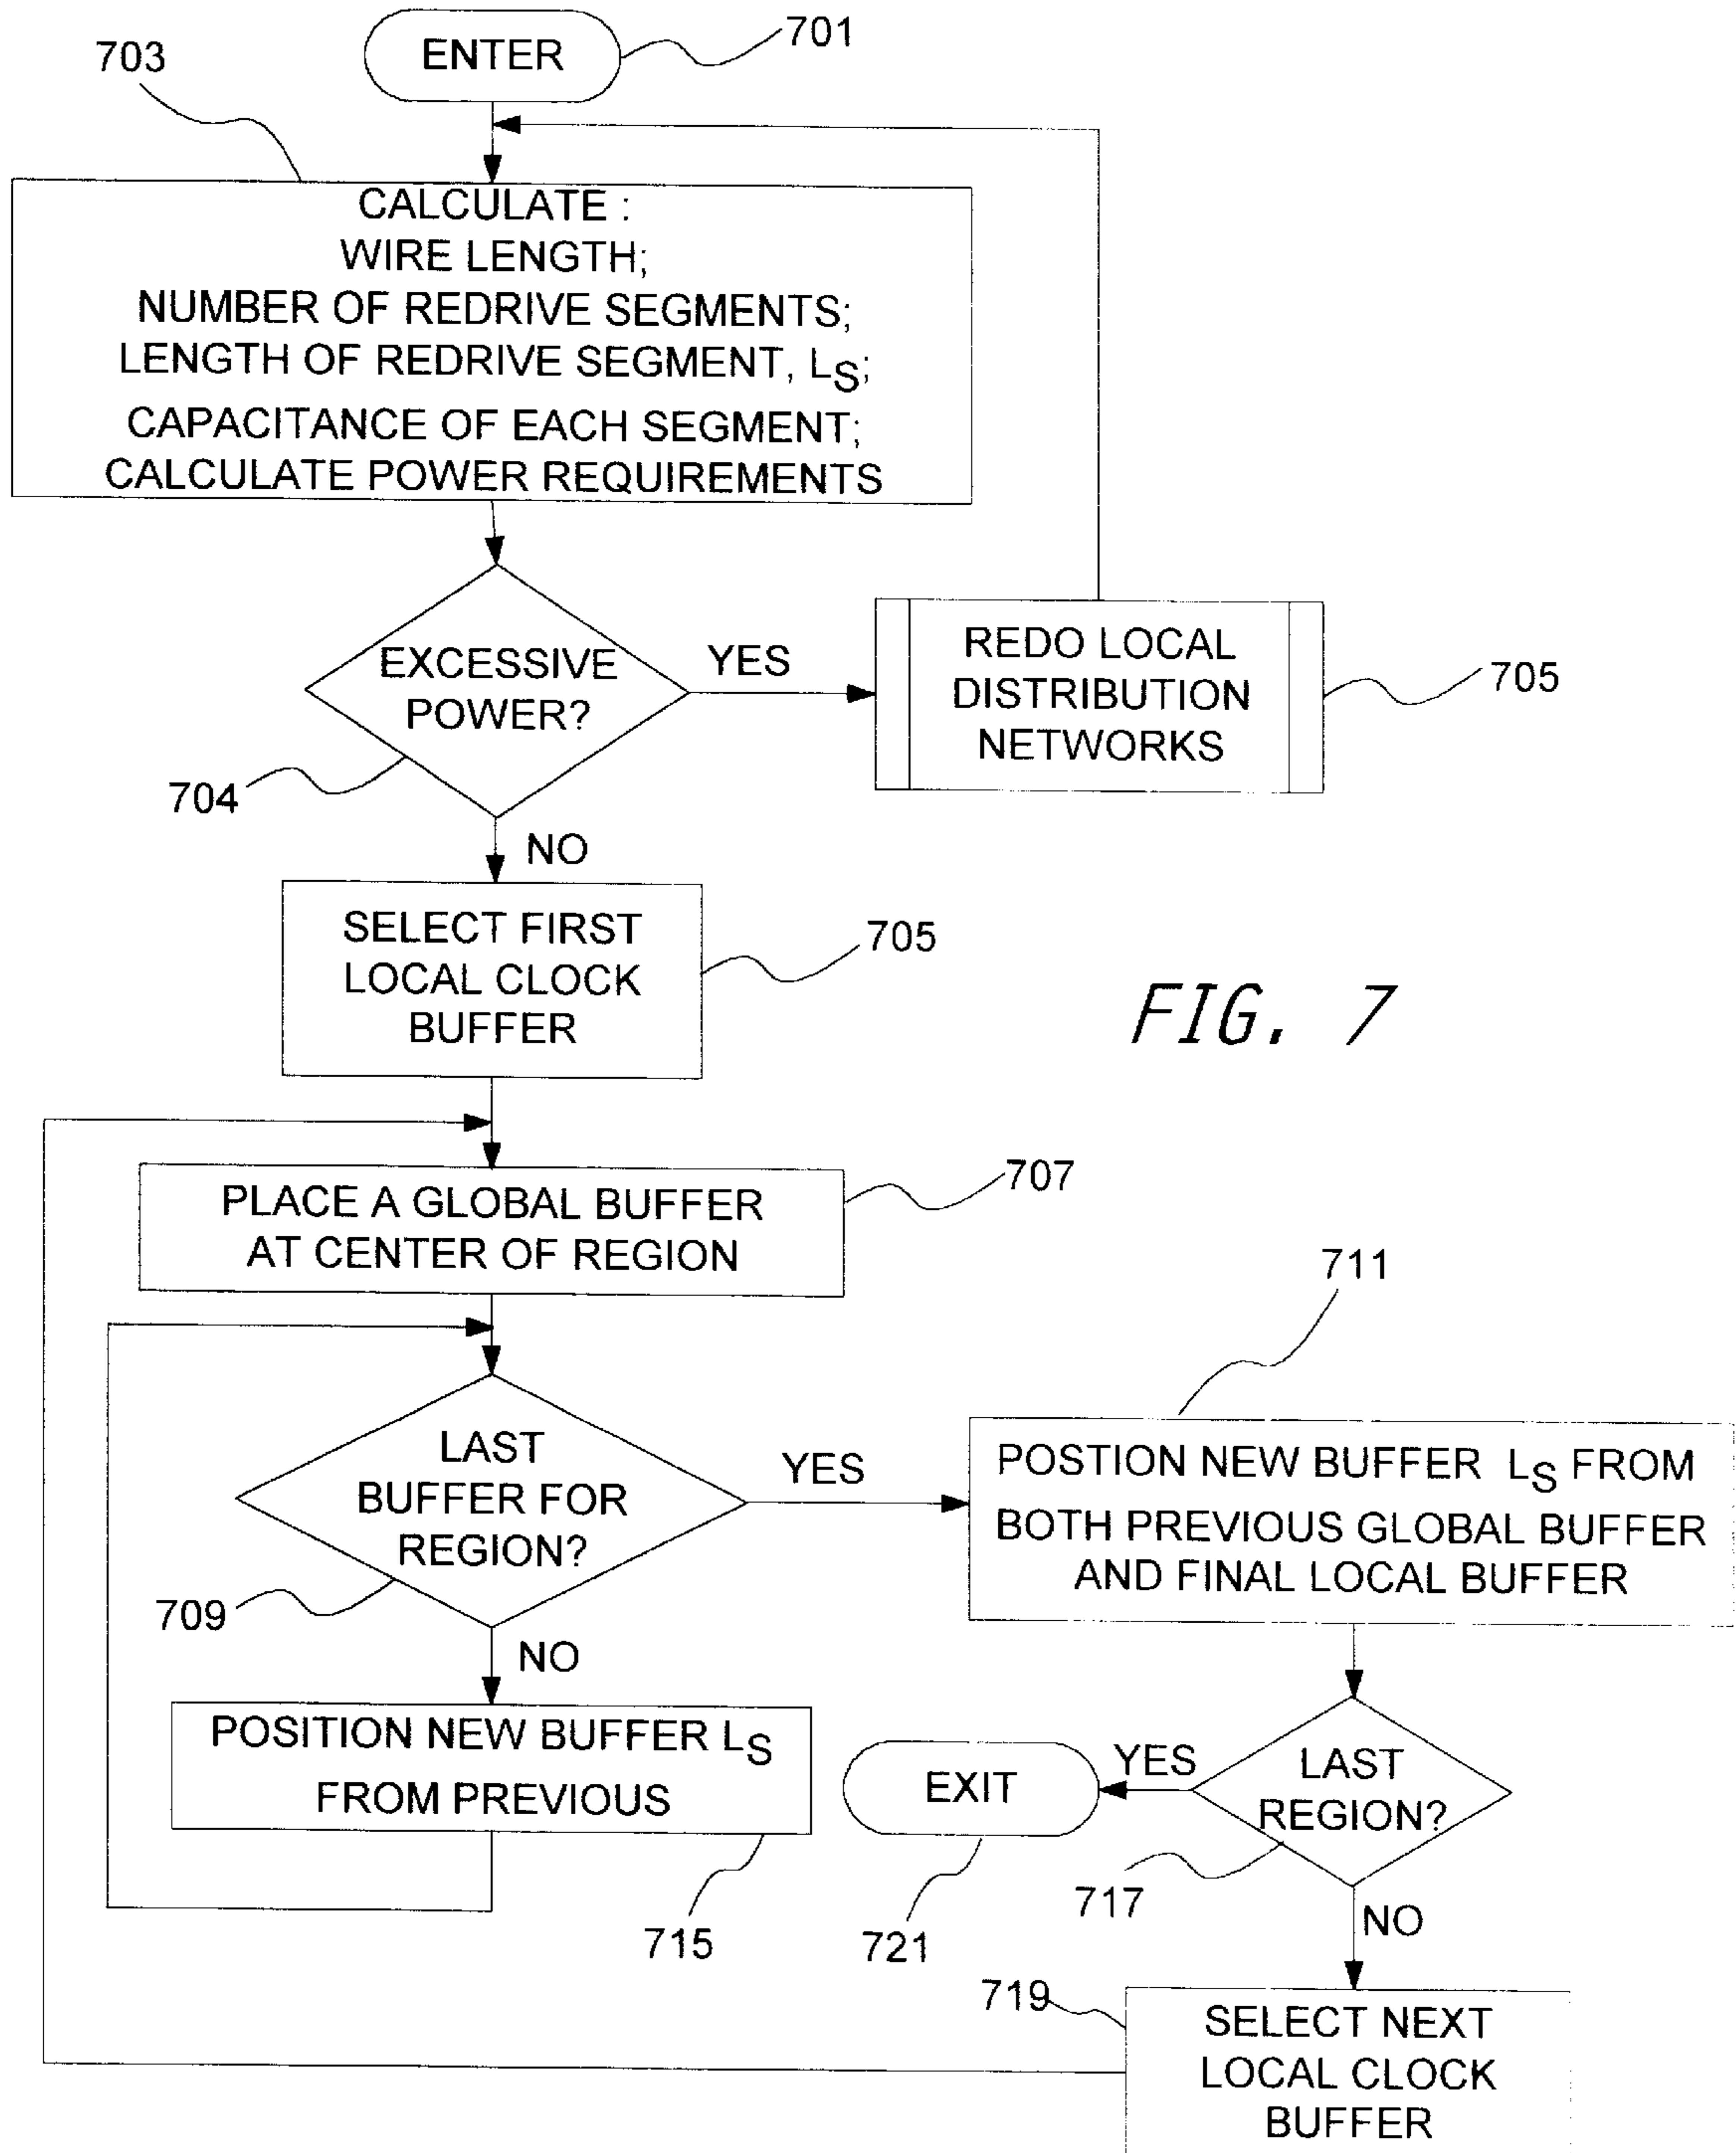 701
ENTER
703
CALCULATE :
WIRE LENGTH;
NUMBER OF REDRIVE SEGMENTS;
LENGTH OF REDRIVE SEGMENT, LS;
CAPACITANCE OF EACH SEGMENT;
CALCULATE POWER REQUIREMENTS
EXCESSIVE
POWER?
YES
704
REDO LOCAL
DISTRIBUTION
NETWORKS
705
NO
SELECT FIRST
LOCAL CLOCK
BUFFER
705
FIG. 7
PLACE A GLOBAL BUFFER
AT CENTER OF REGION
707
LAST
BUFFER FOR
REGION?
YES
709
711
POSTION NEW BUFFER LS FROM
BOTH PREVIOUS GLOBAL BUFFER
AND FINAL LOCAL BUFFER
NO
POSITION NEW BUFFER LS
FROM PREVIOUS
715
EXIT
721
YES
LAST
REGION?
717
NO
719
SELECT NEXT
LOCAL CLOCK
BUFFER